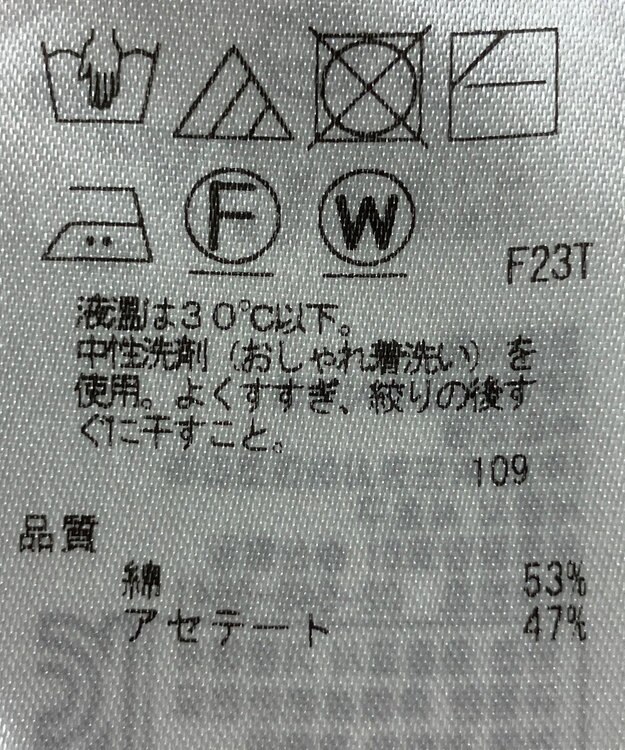 F W
F23T
液温は30℃以下。
中性洗剤（おしゃれ着洗い）を
使用。よくすすぎ、絞りの後す
ぐに干すこと。
109
品質
綿 53%
アセテート 47%